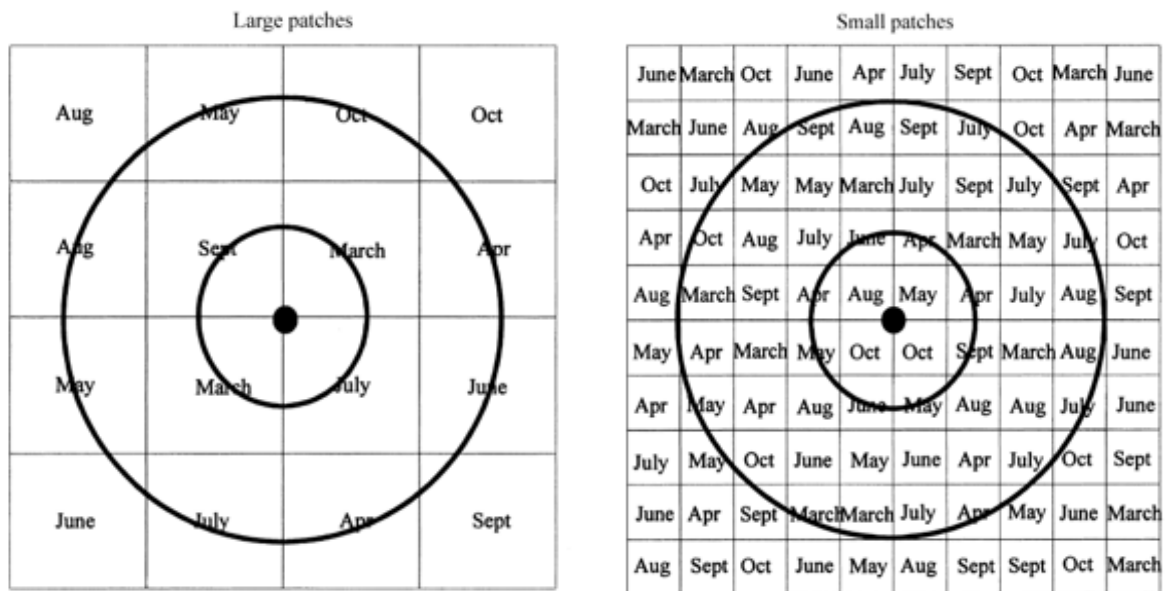 Large patches
Aug May Oct Oct
Aug Sept March Apr
May March July June
June July Apr Sept
Small patches
June March Oct June Apr July Sept Oct March June
March June Aug Sept Aug Sept July Oct Apr March
Oct July May May March July Sept July Sept Apr
Apr Oct Aug July June Apr March May July Oct
Aug March Sept Apr Aug May Apr July Aug Sept
May Apr March May Oct Oct Sept March Aug June
Apr May Apr Aug June May Aug Aug July June
July May Oct June May June Apr July Oct Sept
June Apr Sept March March July Apr May June March
Aug Sept Oct June May Aug Sept Sept Oct March